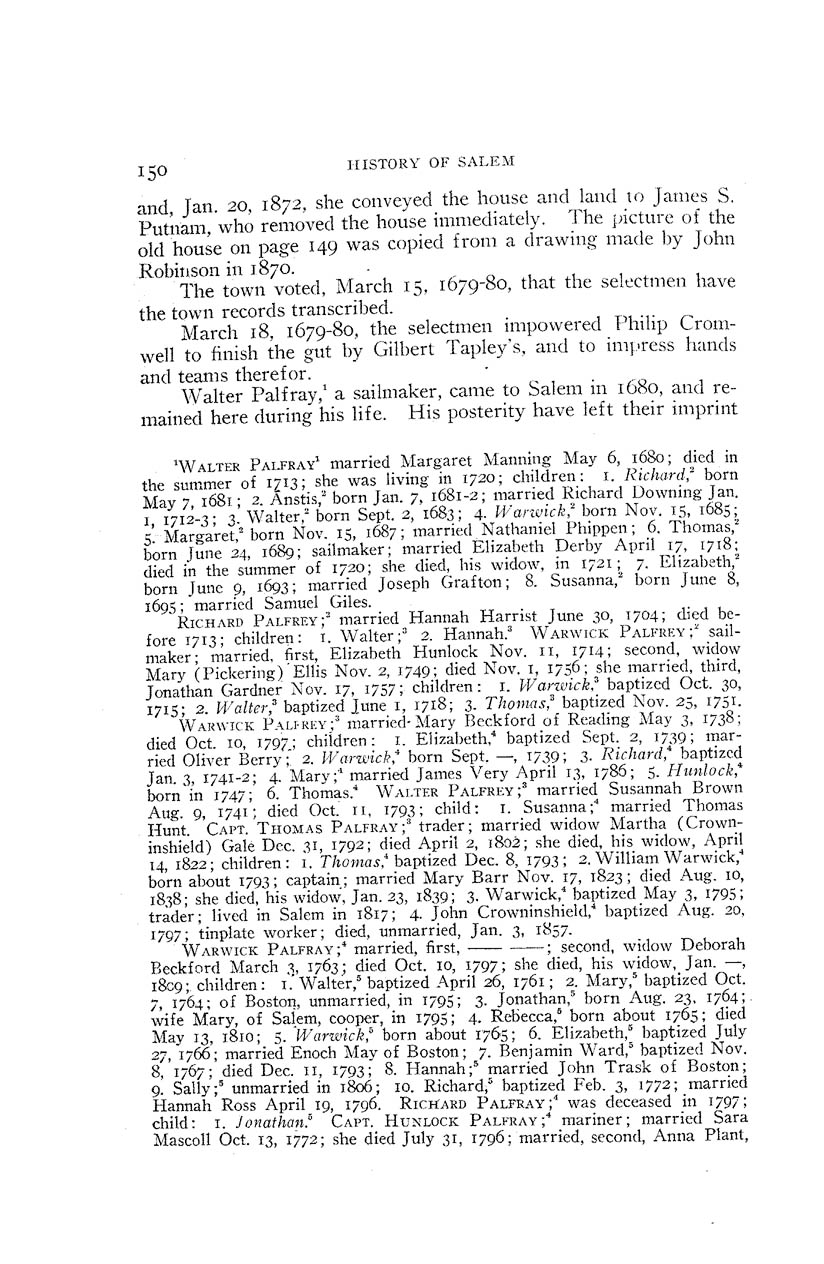 150 HISTORY OF SALEM
and, Jan. 20, 1872, she conveyed the house and land to James S.
Putnam, who removed the house immediately. The picture of the
old house on page 149 was copied from a drawing made by John
Robinson in 1870.
The town voted, March 15, 1679-80, that the selectmen have
the town records transcribed.
March 18, 1679-80, the selectmen impowered Philip Crom-
well to finish the gut by Gilbert Tapley's, and to impress hands
and teams therefor.
Walter Palfray,¹ a sailmaker, came to Salem in 1680, and re-
mained here during his life. His posterity have left their imprint
¹WALTER PALFRAY¹ married Margaret Manning May 6, 1680; died in
the summer of 1713; she was living in 1720; children: 1. Richard,² born
May 7, 1681; 2. Anstis,² born Jan. 7, 1681-2; married Richard Downing Jan.
1, 1712-3; 3. Walter,² born Sept. 2, 1683; 4. Warwick,² born Nov. 15, 1685;
5. Margaret,² born Nov. 15, 1687; married Nathaniel Phippen; 6. Thomas,²
born June 24, 1689; sailmaker; married Elizabeth Derby April 17, 1718;
died in the summer of 1720; she died, his widow, in 1721; 7. Elizabeth,²
born June 9, 1693; married Joseph Grafton; 8. Susanna,² born June 8,
1695; married Samuel Giles.
RICHARD PALFREY;² married Hannah Harrist June 30, 1704; died be-
fore 1713; children: 1. Walter;³ 2. Hannah.³ WARWICK PALFREY;² sail-
maker; married, first, Elizabeth Hunlock Nov. 11, 1714; second, widow
Mary (Pickering) Ellis Nov. 2, 1749; died Nov. 1, 1756; she married, third,
Jonathan Gardner Nov. 17, 1757; children: 1. Warwick,³ baptized Oct. 30,
1715; 2. Walter,³ baptized June 1, 1718; 3. Thomas,³ baptized Nov. 25, 1751.
WARWICK PALFREY;³ married Mary Beckford of Reading May 3, 1738;
died Oct. 10, 1797; children: 1. Elizabeth,⁴ baptized Sept. 2, 1739; mar-
ried Oliver Berry; 2. Warwick,⁴ born Sept. —, 1739; 3. Richard,⁴ baptized
Jan. 3, 1741-2; 4. Mary;⁴ married James Very April 13, 1786; 5. Hunlock,⁴
born in 1747; 6. Thomas.⁴ WALTER PALFREY;³ married Susannah Brown
Aug. 9, 1741; died Oct. 11, 1793; child: 1. Susanna;⁴ married Thomas
Hunt. CAPT. THOMAS PALFRAY;³ trader; married widow Martha (Crown-
inshield) Gale Dec. 31, 1792; died April 2, 1802; she died, his widow, April
14, 1822; children: 1. Thomas,⁴ baptized Dec. 8, 1793; 2. William Warwick,⁴
born about 1793; captain; married Mary Barr Nov. 17, 1823; died Aug. 10,
1838; she died, his widow, Jan. 23, 1839; 3. Warwick,⁴ baptized May 3, 1795;
trader; lived in Salem in 1817; 4. John Crowninshield,⁴ baptized Aug. 20,
1797; tinplate worker; died, unmarried, Jan. 3, 1857.
WARWICK PALFRAY;⁴ married, first, —— ——; second, widow Deborah
Beckford March 3, 1763; died Oct. 10, 1797; she died, his widow, Jan. —,
1809; children: 1. Walter,⁵ baptized April 26, 1761; 2. Mary,⁵ baptized Oct.
7, 1764; of Boston, unmarried, in 1795; 3. Jonathan,⁵ born Aug. 23, 1764;
wife Mary, of Salem, cooper, in 1795; 4. Rebecca,⁵ born about 1765; died
May 13, 1810; 5. Warwick,⁵ born about 1765; 6. Elizabeth,⁵ baptized July
27, 1766; married Enoch May of Boston; 7. Benjamin Ward,⁵ baptized Nov.
8, 1767; died Dec. 11, 1793; 8. Hannah;⁵ married John Trask of Boston;
9. Sally;⁵ unmarried in 1806; 10. Richard,⁵ baptized Feb. 3, 1772; married
Hannah Ross April 19, 1796. RICHARD PALFRAY;⁴ was deceased in 1797;
child: 1. Jonathan.⁵ CAPT. HUNLOCK PALFRAY;⁴ mariner; married Sara
Mascoll Oct. 13, 1772; she died July 31, 1796; married, second, Anna Plant,